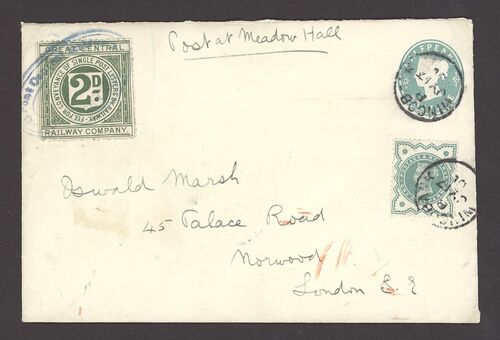 Post at Meadow Hall
GREAT CENTRAL
FEE FOR CONVEYANCE OF SINGLE POST LETTERS BY RAILWAY
2D.
RAILWAY COMPANY.
Oswald Marsh
45 Palace Road
Norwood
London S.E